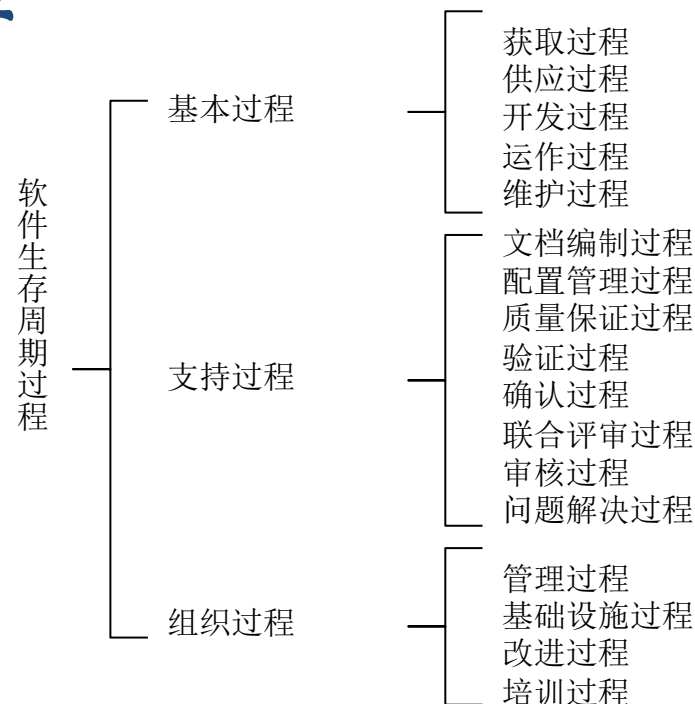 软件生存周期过程
基本过程
获取过程
供应过程
开发过程
运作过程
维护过程
支持过程
文档编制过程
配置管理过程
质量保证过程
验证过程
确认过程
联合评审过程
审核过程
问题解决过程
组织过程
管理过程
基础设施过程
改进过程
培训过程